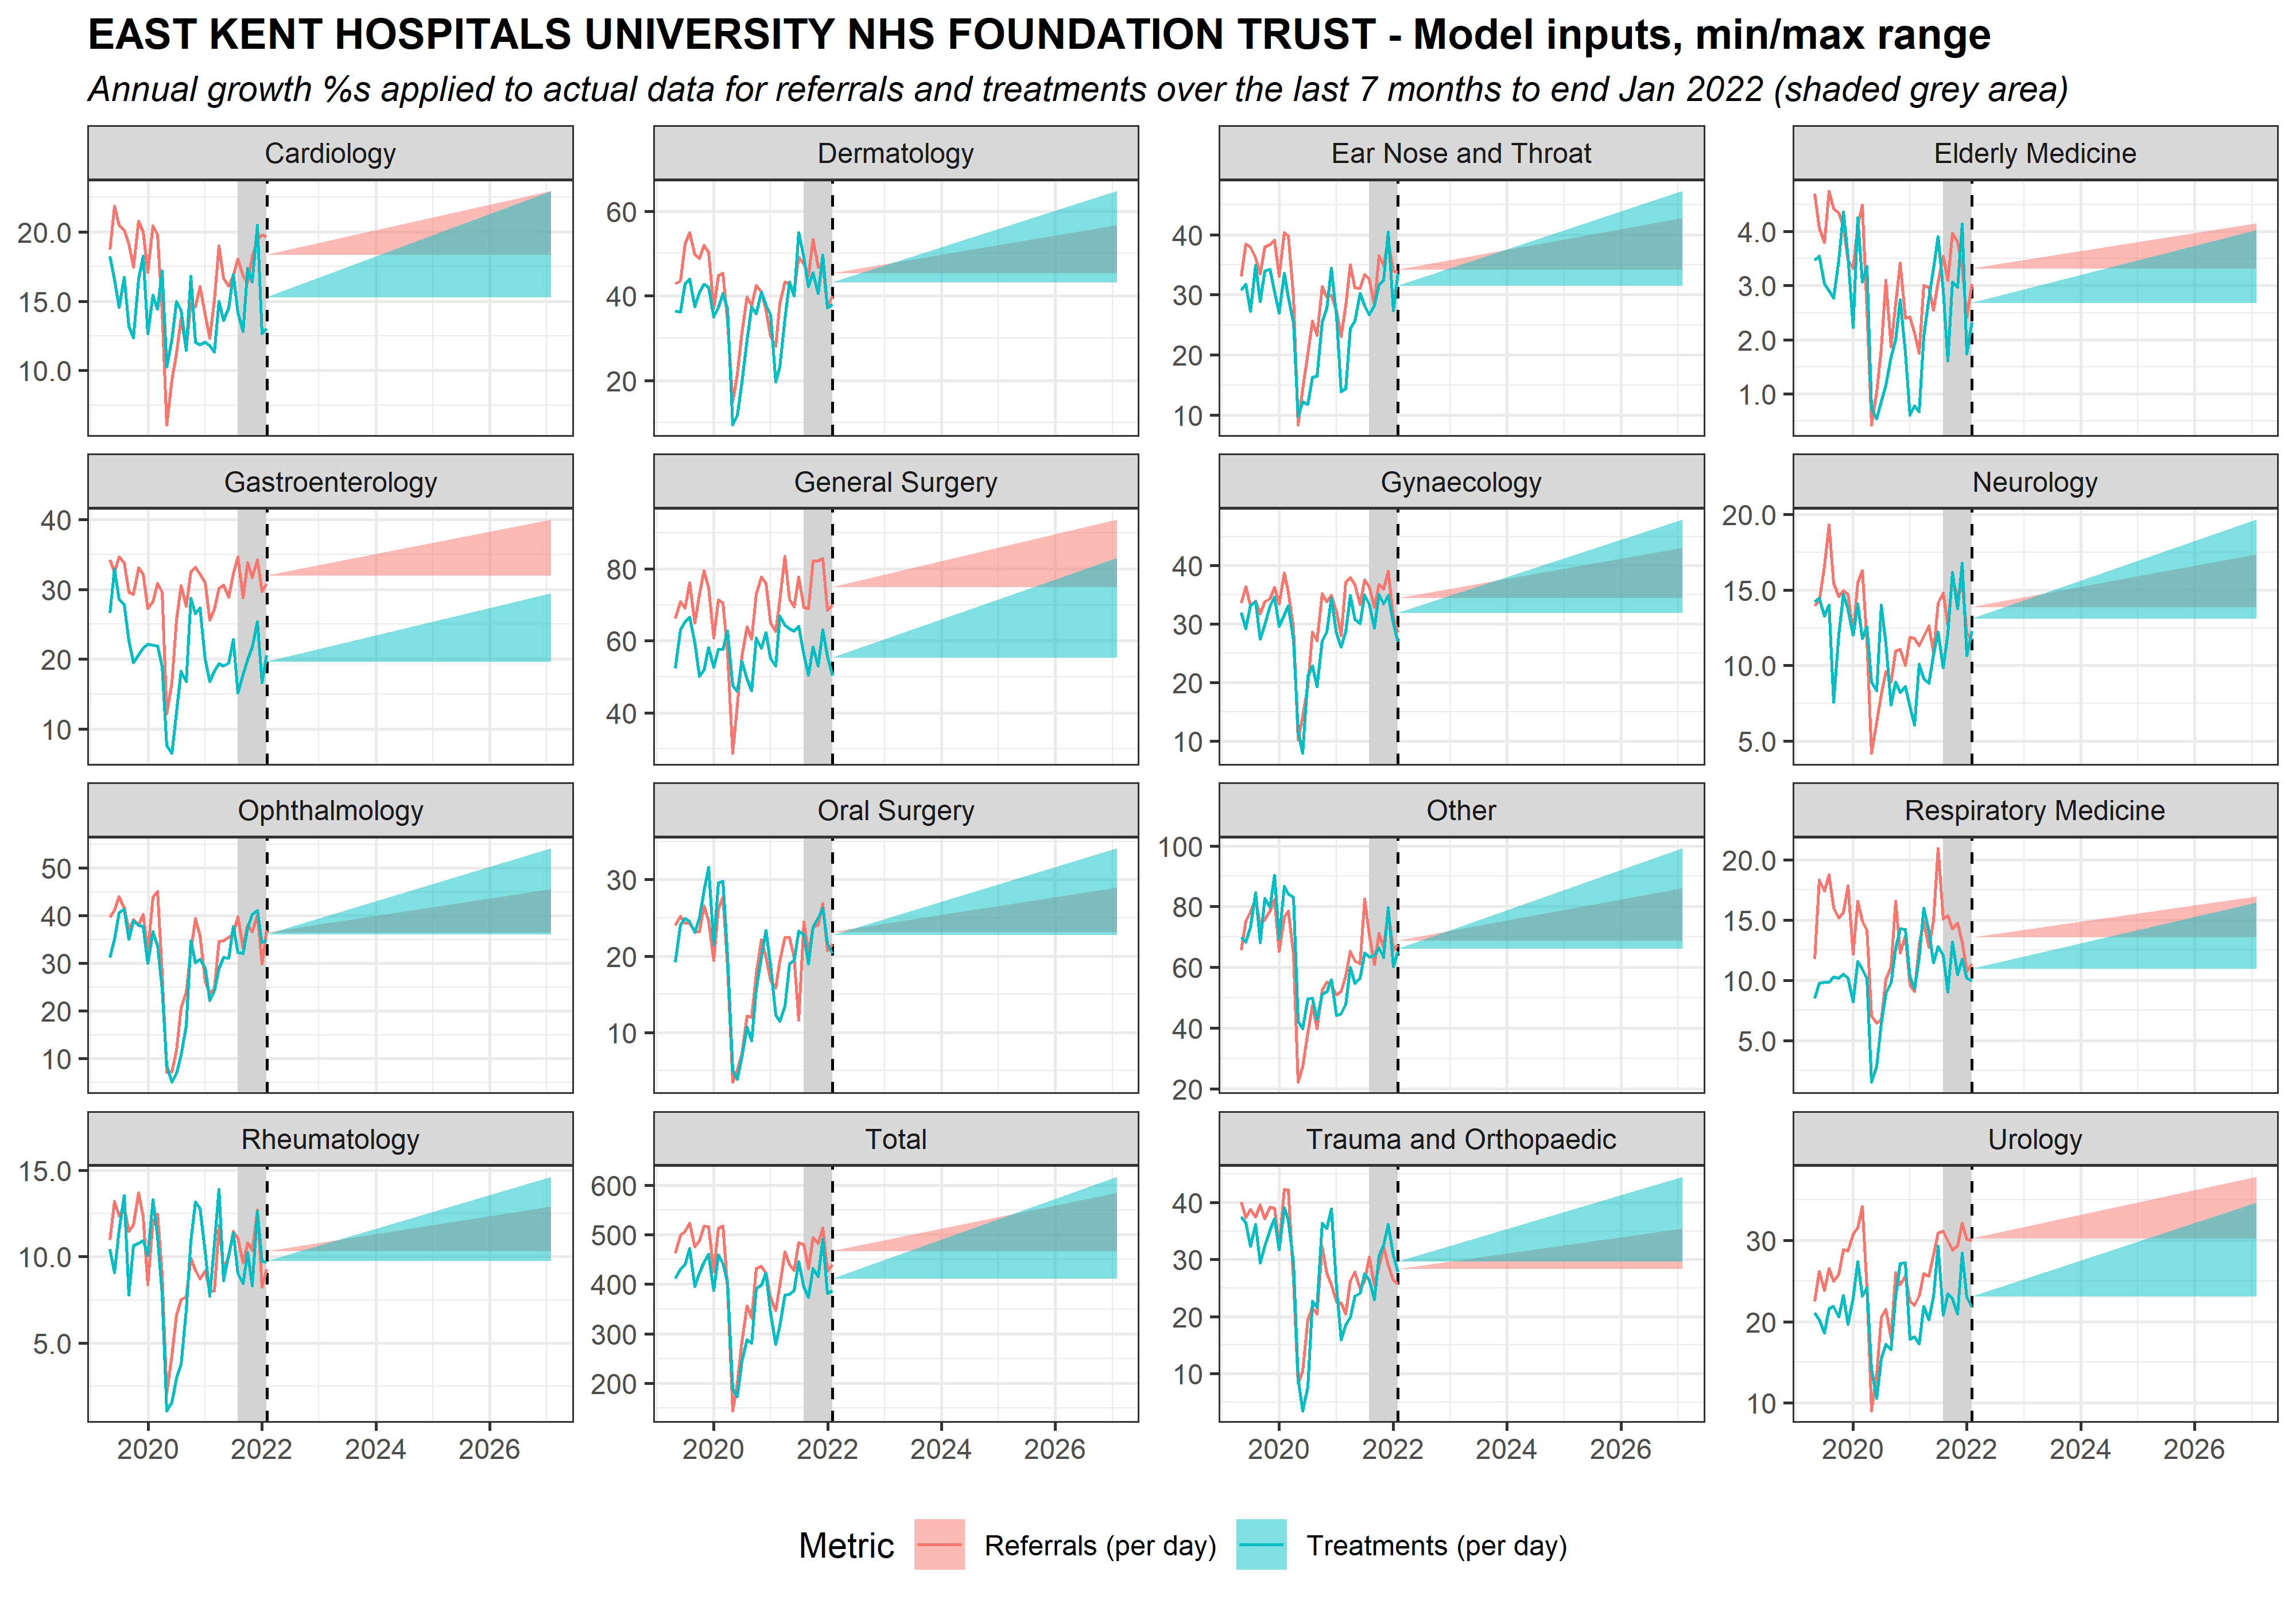 EAST KENT HOSPITALS UNIVERSITY NHS FOUNDATION TRUST - Model inputs, min/max range
Annual growth %s applied to actual data for referrals and treatments over the last 7 months to end Jan 2022 (shaded grey area)
Cardiology
20.0
15.0
10.0
Dermatology
60
40
20
Ear Nose and Throat
40
30
20
10
Elderly Medicine
4.0
3.0
2.0
1.0
Gastroenterology
40
30
20
10
General Surgery
80
60
40
Gynaecology
40
30
20
10
Neurology
20.0
15.0
10.0
5.0
Ophthalmology
50
40
30
20
10
Oral Surgery
30
20
10
Other
100
80
60
40
20
Respiratory Medicine
20.0
15.0
10.0
5.0
Rheumatology
15.0
10.0
5.0
2020 2022 2024 2026
Total
600
500
400
300
200
2020 2022 2024 2026
Trauma and Orthopaedic
40
30
20
10
2020 2022 2024 2026
Urology
30
20
10
2020 2022 2024 2026
Metric Referrals (per day) Treatments (per day)